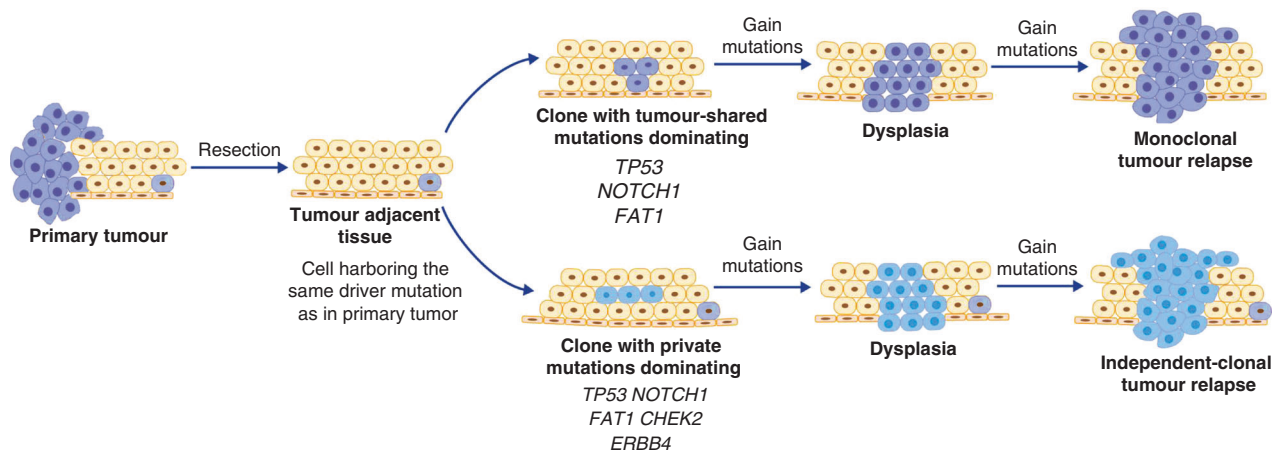 Primary tumour
Resection
Tumour adjacent
tissue
Cell harboring the
same driver mutation
as in primary tumor
Clone with tumour-shared
mutations dominating
TP53
NOTCH1
FAT1
Gain
mutations
Dysplasia
Gain
mutations
Monoclonal
tumour relapse
Clone with private
mutations dominating
TP53 NOTCH1
FAT1 CHEK2
ERBB4
Gain
mutations
Dysplasia
Gain
mutations
Independent-clonal
tumour relapse